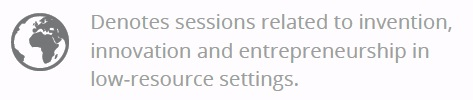 Denotes sessions related to invention,
innovation and entrepreneurship in
low-resource settings.